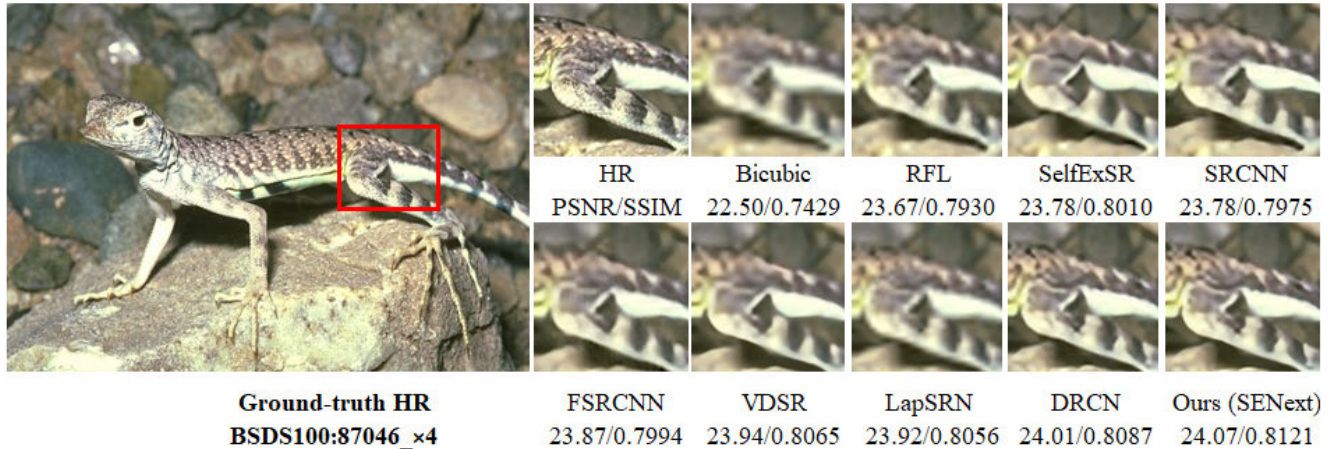 HR Bicubic RFL SelfExSR SRCNN
PSNR/SSIM 22.50/0.7429 23.67/0.7930 23.78/0.8010 23.78/0.7975
Ground-truth HR FSRCNN VDSR LapSRN DRCN Ours (SENext)
BSDS100:87046_×4 23.87/0.7994 23.94/0.8065 23.92/0.8056 24.01/0.8087 24.07/0.8121